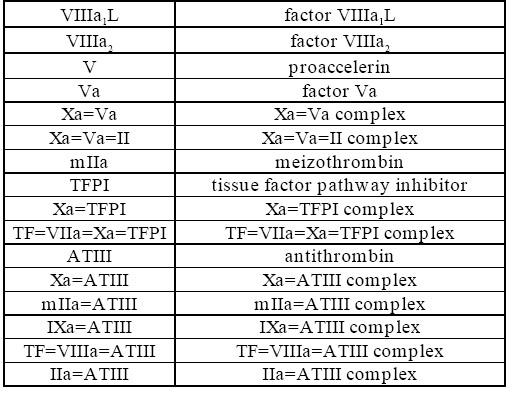 VIIIa₁L factor VIIIa₁L
VIIIa₂ factor VIIIa₂
V proaccelerin
Va factor Va
Xa=Va Xa=Va complex
Xa=Va=II Xa=Va=II complex
mIIa meizothrombin
TFPI tissue factor pathway inhibitor
Xa=TFPI Xa=TFPI complex
TF=VIIa=Xa=TFPI TF=VIIa=Xa=TFPI complex
ATIII antithrombin
Xa=ATIII Xa=ATIII complex
mIIa=ATIII mIIa=ATIII complex
IXa=ATIII IXa=ATIII complex
TF=VIIIa=ATIII TF=VIIIa=ATIII complex
IIa=ATIII IIa=ATIII complex